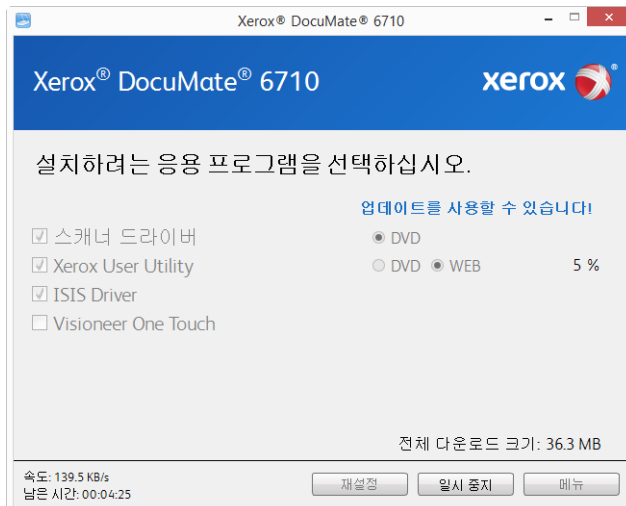 Xerox® DocuMate® 6710
Xerox® DocuMate® 6710
xerox®
설치하려는 응용 프로그램을 선택하십시오.
업데이트를 사용할 수 있습니다!
스캐너 드라이버 DVD
Xerox User Utility DVD WEB 5 %
ISIS Driver
Visioneer One Touch
전체 다운로드 크기: 36.3 MB
속도: 139.5 KB/s
남은 시간: 00:04:25
재설정 일시 중지 메뉴